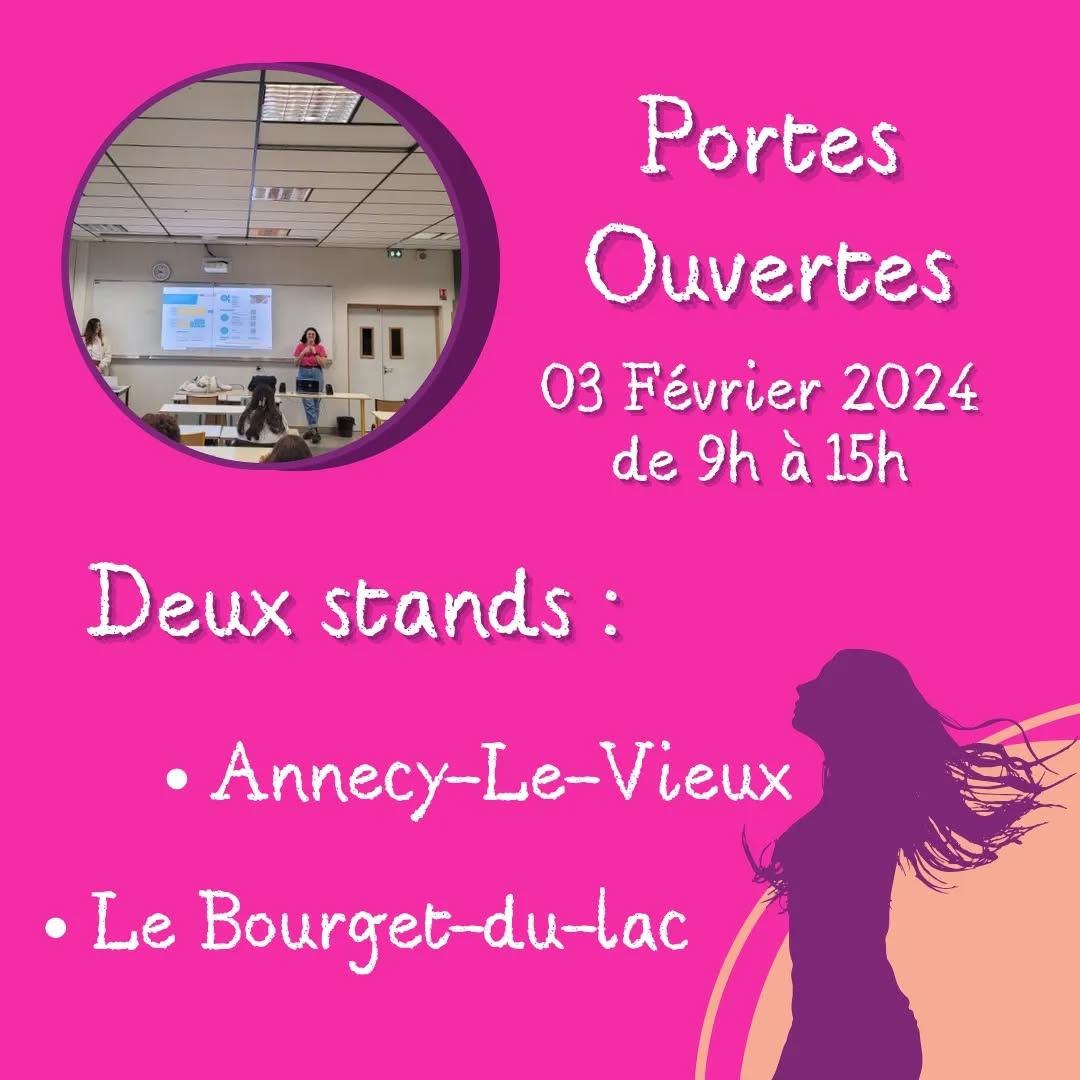 Portes
Ouvertes
03 Février 2024
de 9h à 15h
Deux stands :
• Annecy-Le-Vieux
• Le Bourget-du-lac